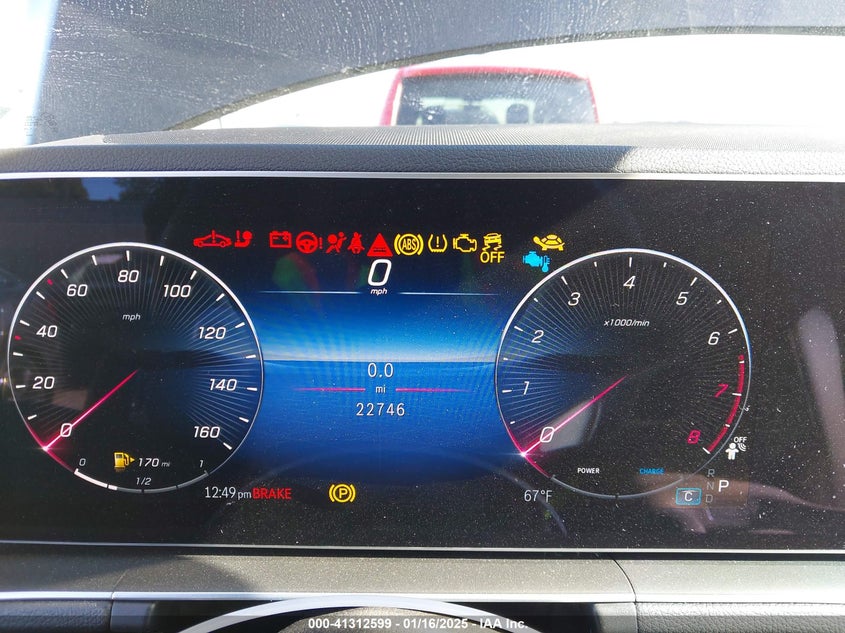 ABS
OFF
0
mph
0 20 40 60 80 100 120 140 160
mph
0 1/2 1
170 mi
0.0
mi
22746
0 1 2 3 4 5 6 7 8
x1000/min
POWER CHARGE
OFF
R
N
D
P
C
12:49 pm BRAKE
P
67°F
000-41312599 - 01/16/2025 - IAA Inc.